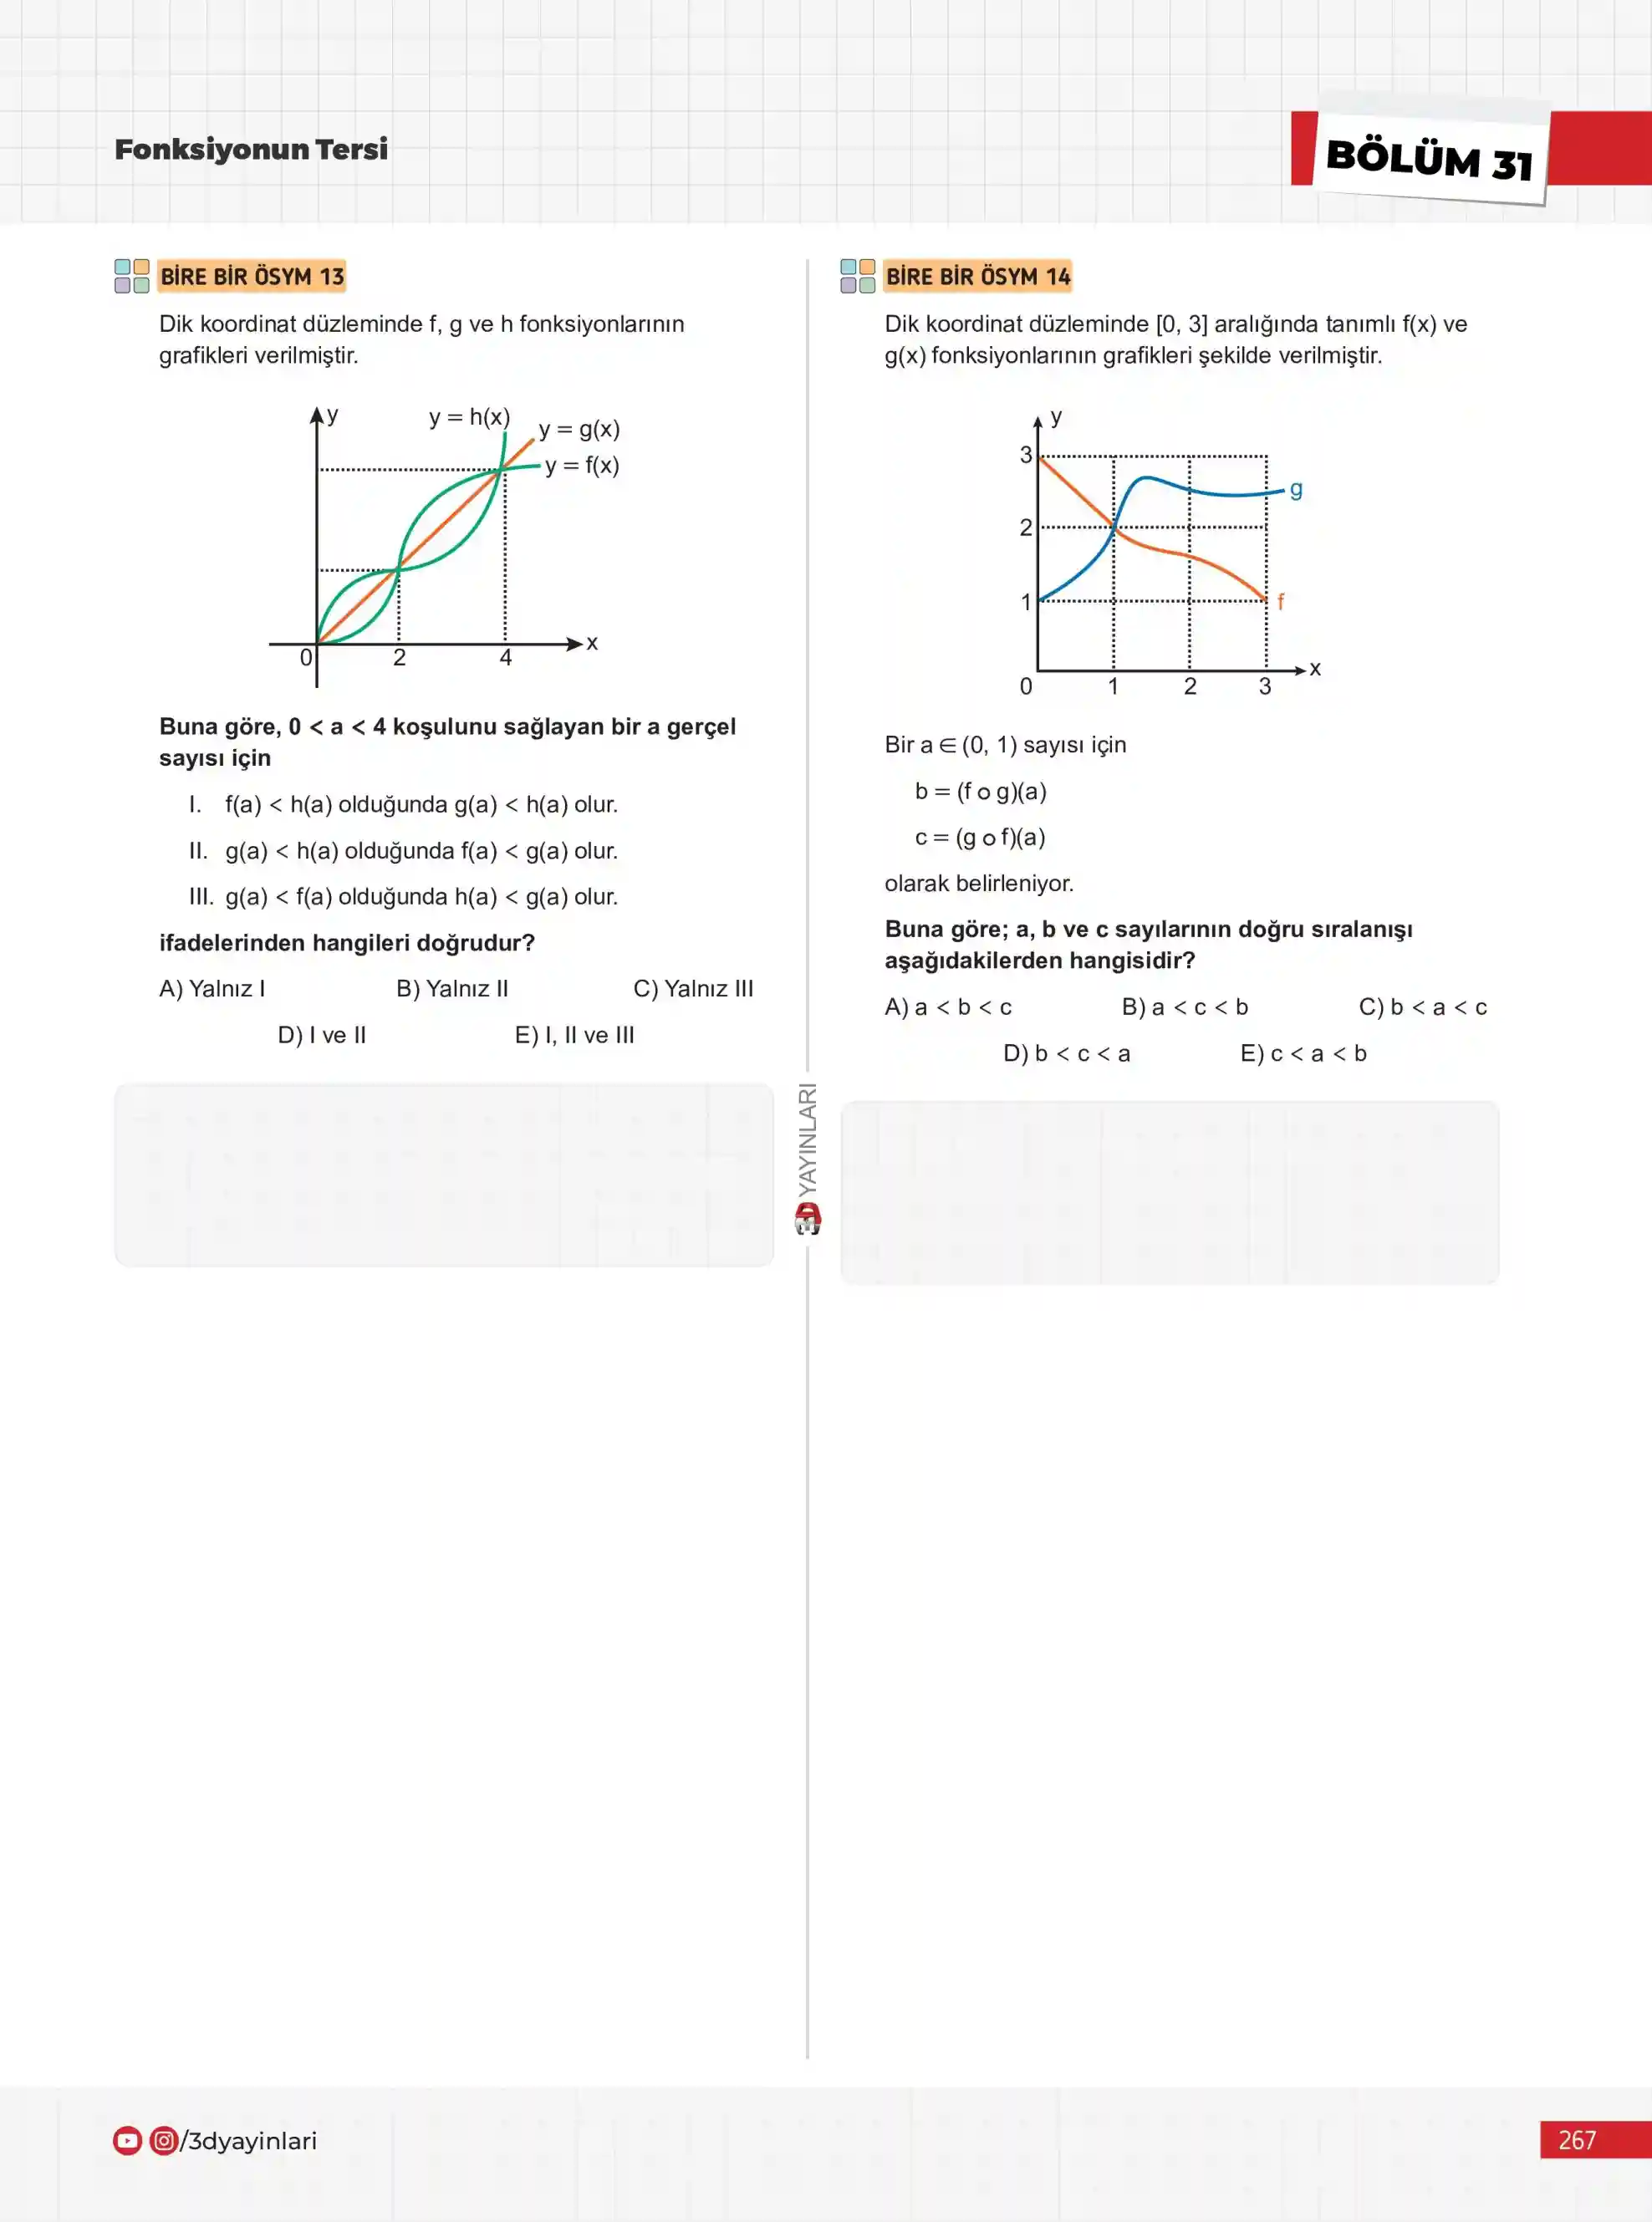 Fonksiyonun Tersi
BÖLÜM 31
BİRE BİR ÖSYM 13
Dik koordinat düzleminde f, g ve h fonksiyonlarının
grafikleri verilmiştir.
y
y = h(x)
y = g(x)
y = f(x)
x
0
2
4
Buna göre, 0 < a < 4 koşulunu sağlayan bir a gerçel
sayısı için
I. f(a) < h(a) olduğunda g(a) < h(a) olur.
II. g(a) < h(a) olduğunda f(a) < g(a) olur.
III. g(a) < f(a) olduğunda h(a) < g(a) olur.
ifadelerinden hangileri doğrudur?
A) Yalnız I B) Yalnız II C) Yalnız III
D) I ve II E) I, II ve III
YAYINLARI
BİRE BİR ÖSYM 14
Dik koordinat düzleminde [0, 3] aralığında tanımlı f(x) ve
g(x) fonksiyonlarının grafikleri şekilde verilmiştir.
y
3
g
2
1
f
x
0 1 2 3
Bir a ∈ (0, 1) sayısı için
b = (f o g)(a)
c = (g o f)(a)
olarak belirleniyor.
Buna göre; a, b ve c sayılarının doğru sıralanışı
aşağıdakilerden hangisidir?
A) a < b < c B) a < c < b C) b < a < c
D) b < c < a E) c < a < b
/3dyayinlari
267